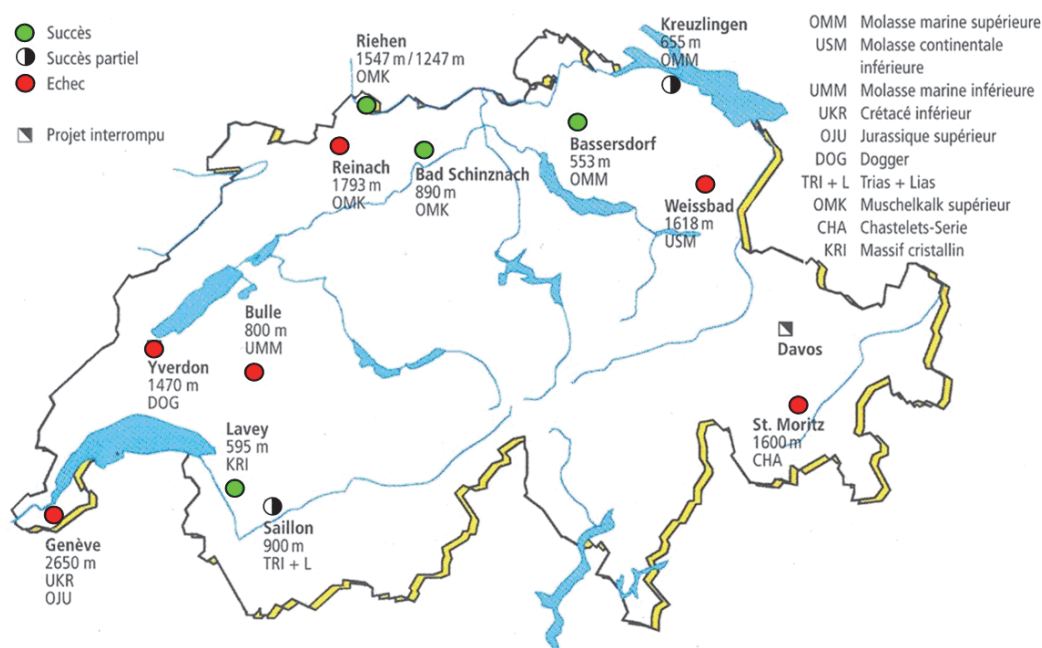 Succès
Succès partiel
Echec
Projet interrompu
Riehen
1547 m/1247 m
OMK
Kreuzlingen
655 m
OMM
OMM Molasse marine supérieure
USM Molasse continentale
inférieure
UMM Molasse marine inférieure
UKR Crétacé inférieur
OJU Jurassique supérieur
DOG Dogger
TRI + L Trias + Lias
OMK Muschelkalk supérieur
CHA Chastelets-Serie
KRI Massif cristallin
Reinach
1793 m
OMK
Bad Schinznach
890 m
OMK
Bassersdorf
553 m
OMM
Weissbad
1618 m
USM
Bulle
800 m
UMM
Yverdon
1470 m
DOG
Davos
Lavey
595 m
KRI
St. Moritz
1600 m
CHA
Saillon
900 m
TRI + L
Genève
2650 m
UKR
OJU